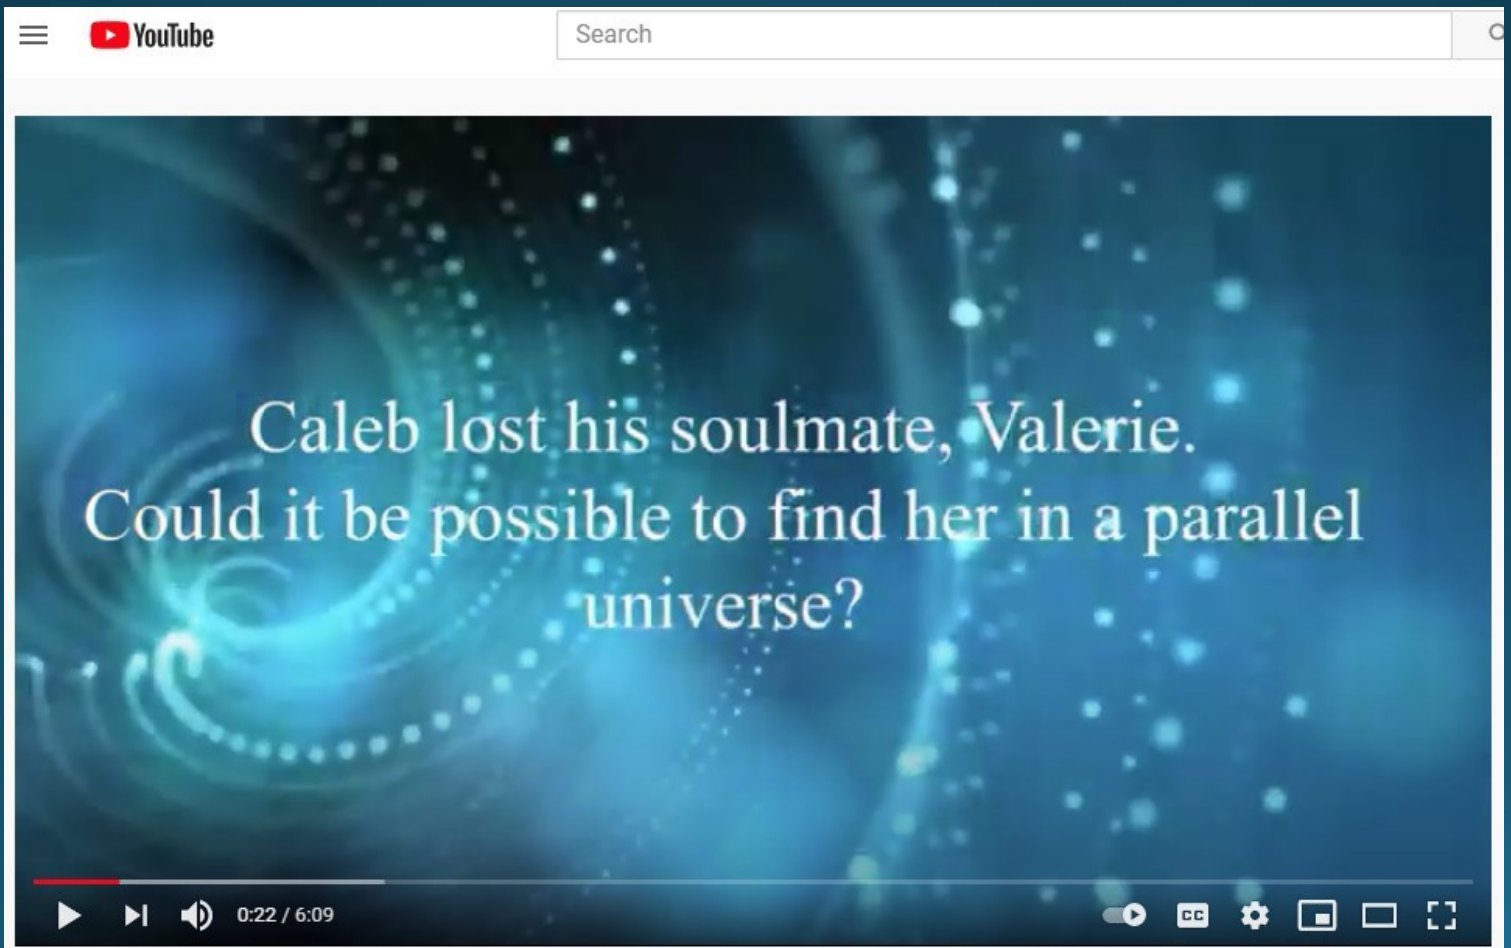 YouTube
Search
Caleb lost his soulmate, Valerie.
Could it be possible to find her in a parallel
universe?
0:22 / 6:09
CC